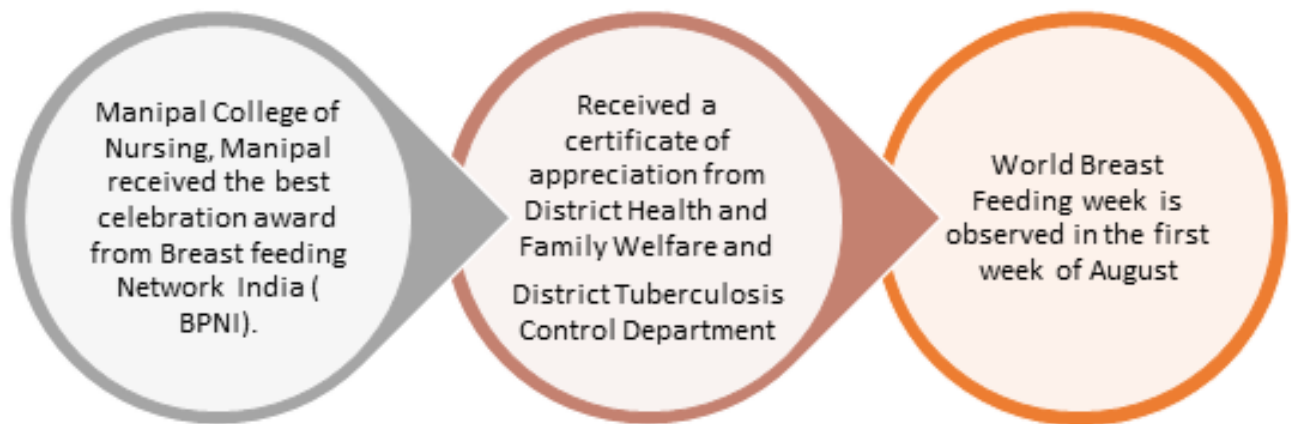 Manipal College of
Nursing, Manipal
received the best
celebration award
from Breast feeding
Network India (
BPNI).
Received a
certificate of
appreciation from
District Health and
Family Welfare and
District Tuberculosis
Control Department
World Breast
Feeding week is
observed in the first
week of August